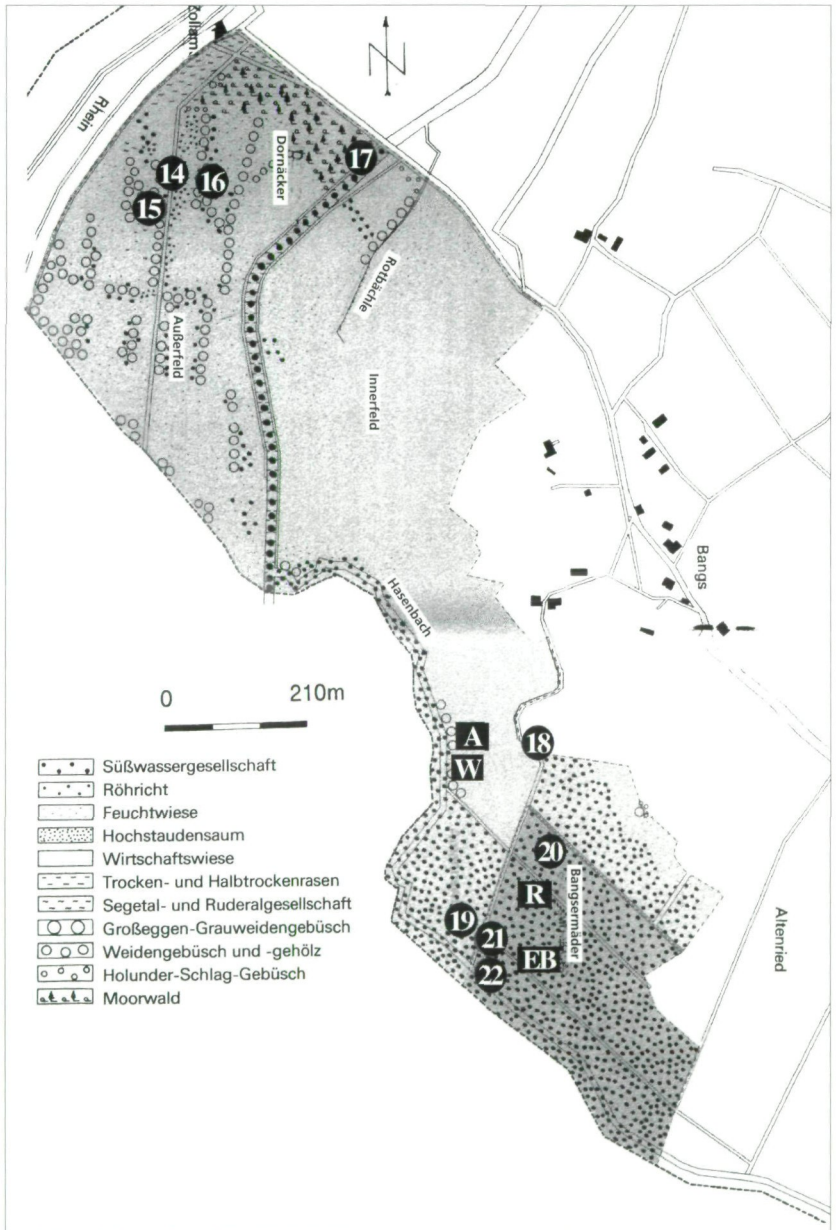 Zollamt
Rhein
N
Dornäcker
17
14
16
15
Rotbächle
Außerfeld
Innerfeld
Bangs
Hasenbach
0 210m
A
18
W
20
Bangsermäder
R
19
21
EB
22
Altenried
Süßwassergesellschaft
Röhricht
Feuchtwiese
Hochstaudensaum
Wirtschaftswiese
Trocken- und Halbtrockenrasen
Segetal- und Ruderalgesellschaft
Großeggen-Grauweidengebüsch
Weidengebüsch und -gehölz
Holunder-Schlag-Gebüsch
Moorwald